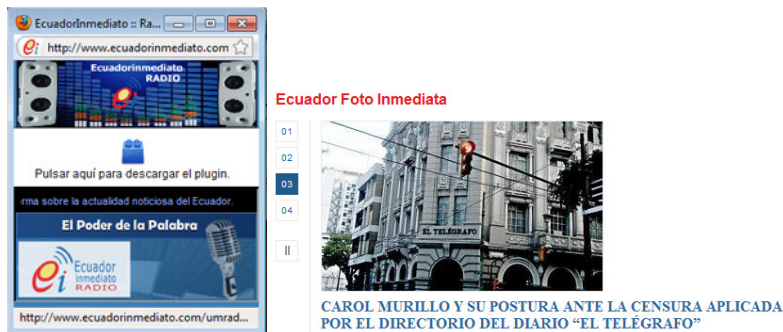 EcuadorInmediato :: Ra...
http://www.ecuadorinmediato.com
Ecuadorinmediato
RADIO
ei
Pulsar aquí para descargar el plugin.
rma sobre la actualidad noticiosa del Ecuador.
El Poder de la Palabra
ei Ecuador
inmediato
RADIO
http://www.ecuadorinmediato.com/umrad...
Ecuador Foto Inmediata
01
02
03
04
EL TELÉGRAFO
CAROL MURILLO Y SU POSTURA ANTE LA CENSURA APLICADA
POR EL DIRECTORIO DEL DIARIO “EL TELÉGRAFO”